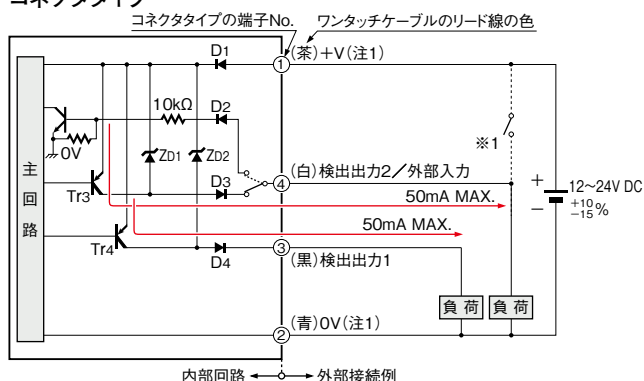 コネクタタイプ
コネクタタイプの端子No.
ワンタッチケーブルのリード線の色
D1
① (茶)+V(注1)
10kΩ
D2
※1
0V
ZD1
ZD2
主回路
Tr3
D3
④ (白)検出出力2/外部入力
50mA MAX.
+
−
12~24V DC
+10
−15 %
50mA MAX.
Tr4
D4
③ (黒)検出出力1
負荷
負荷
② (青)0V(注1)
内部回路
外部接続例